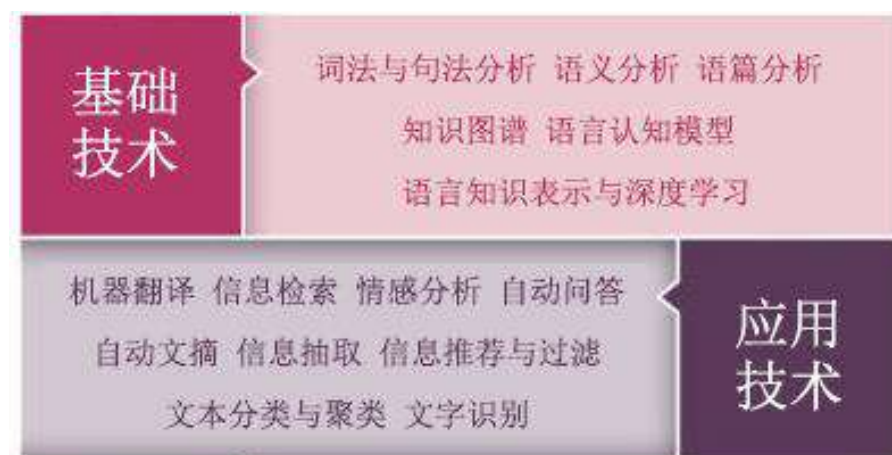 基础
技术
词法与句法分析 语义分析 语篇分析
知识图谱 语言认知模型
语言知识表示与深度学习
机器翻译 信息检索 情感分析 自动问答
自动文摘 信息抽取 信息推荐与过滤
文本分类与聚类 文字识别
应用
技术